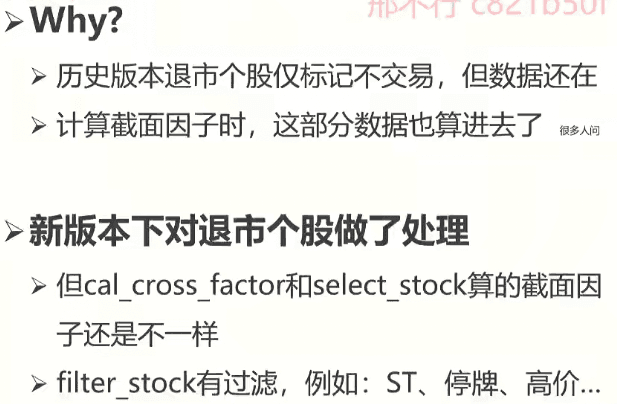 邢不行 c821b50f
➢Why?
➢ 历史版本退市个股仅标记不交易，但数据还在
➢ 计算截面因子时，这部分数据也算进去了 很多人问
➢新版本下对退市个股做了处理
➢ 但cal_cross_factor和select_stock算的截面因
子还是不一样
➢ filter_stock有过滤，例如：ST、停牌、高价...